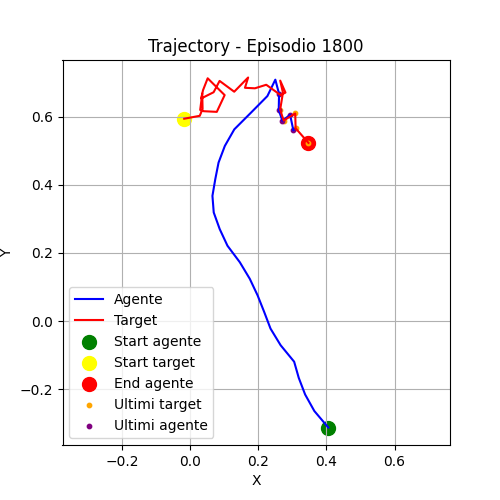 Trajectory - Episodio 1800
Y
0.6
0.4
0.2
0.0
−0.2
Agente
Target
Start agente
Start target
End agente
Ultimi target
Ultimi agente
−0.2
0.0
0.2
0.4
0.6
X